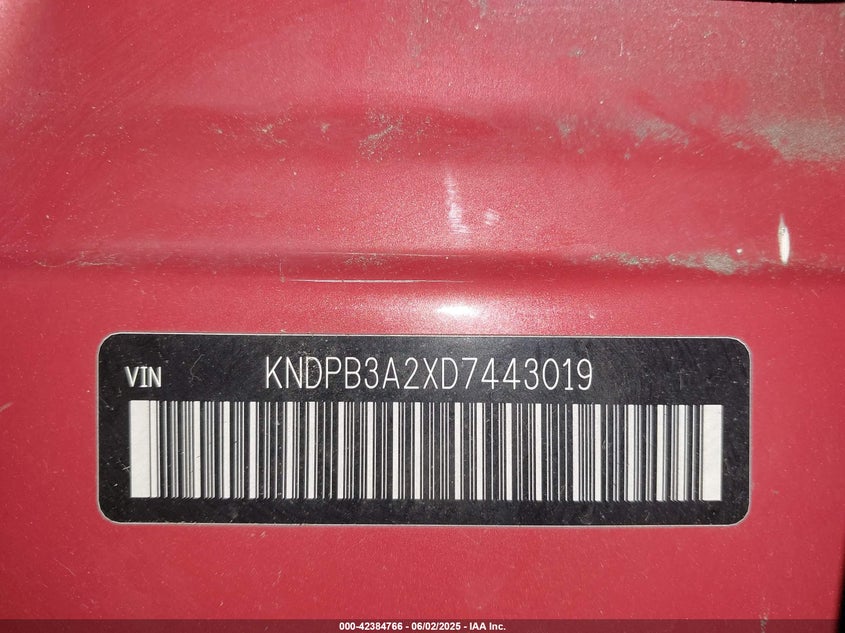 VIN KNDPB3A2XD7443019
000-42384766 - 06/02/2025 - IAA Inc.